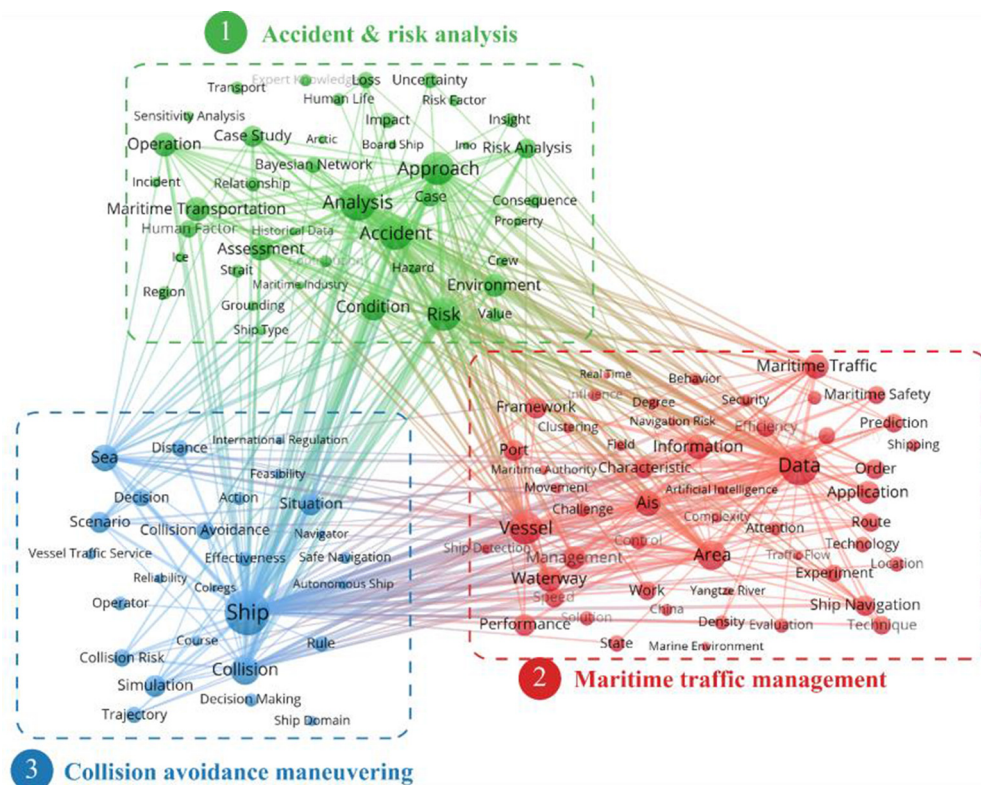 1 Accident & risk analysis
Expert Knowledge Loss Uncertainty
Transport
Human Life Risk Factor
Sensitivity Analysis Impact Insight
Operation Case Study Arctic Board Ship Imo Risk Analysis
Bayesian Network Approach
Incident Relationship
Analysis Case Consequence
Maritime Transportation Property
Human Factor Historical Data Accident
Assessment
Ice Crew
Strait Hazard
Maritime Industry Environment
Region
Grounding Condition Risk Value
Ship Type
Maritime Traffic
Real Time Behavior
Influence Maritime Safety
Framework Degree Security
Clustering Navigation Risk Efficiency Prediction
Port Field Information Shipping
Maritime Authority Characteristic Data Order
Movement Artificial Intelligence Application
Challenge Ais
Vessel Complexity Attention Route
Ship Detection Control Technology
Management Area Traffic Flow Location
Waterway Experiment
Speed Work Yangtze River
China Ship Navigation
Performance Solution Density Evaluation Technique
State Marine Environment
2 Maritime traffic management
Sea Distance International Regulation
Feasibility
Decision Action Situation
Scenario Collision Avoidance Navigator
Vessel Traffic Service Effectiveness Safe Navigation
Reliability Colregs Autonomous Ship
Operator Ship
Course Rule
Collision Risk Collision
Simulation
Decision Making
Trajectory Ship Domain
3 Collision avoidance maneuvering